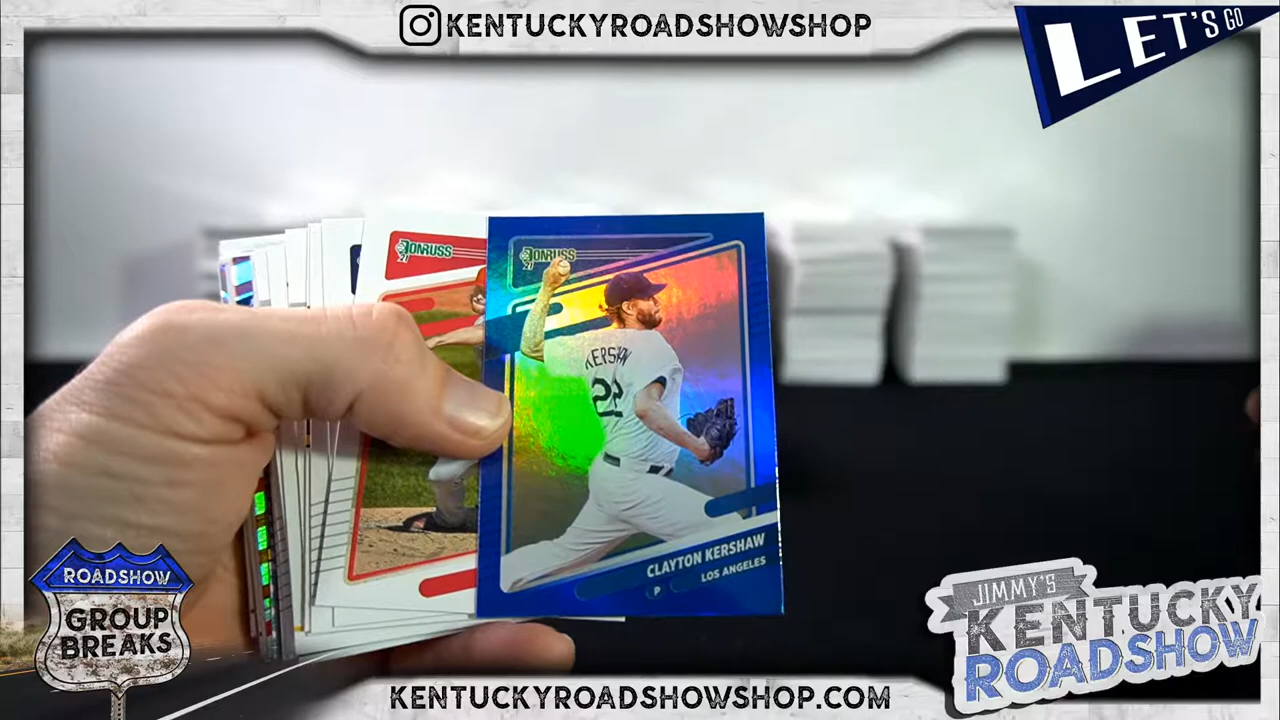 KENTUCKYROADSHOWSHOP
LET'S GO
DONRUSS
DONRUSS
KERSHAW
22
CLAYTON KERSHAW
LOS ANGELES
P
ROADSHOW
GROUP
BREAKS
JIMMY'S
KENTUCKY
ROADSHOW
KENTUCKYROADSHOWSHOP.COM